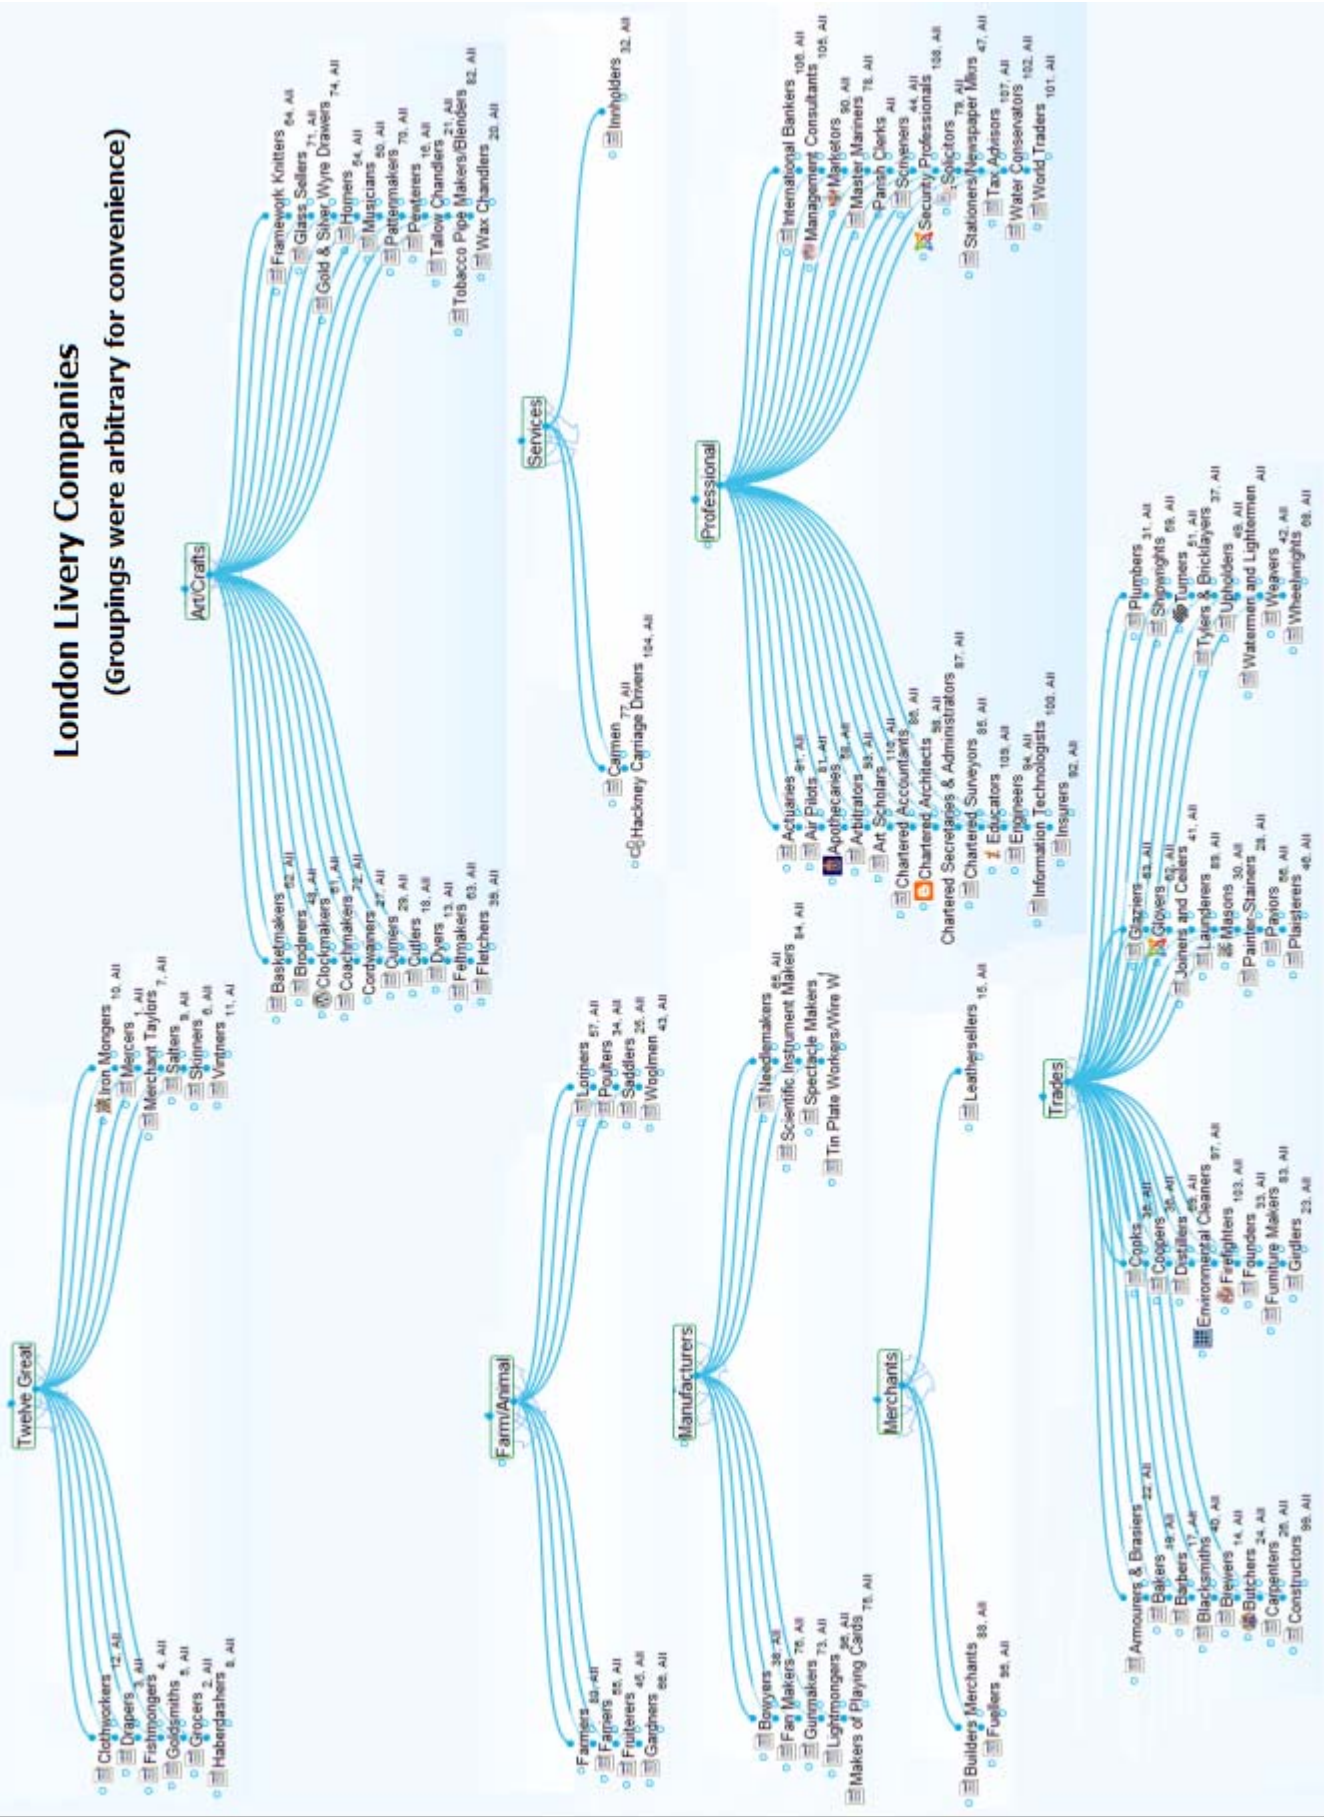 London Livery Companies
(Groupings were arbitrary for convenience)
Twelve Great
Clothworkers 12, All
Drapers 3, All
Fishmongers 4, All
Goldsmiths 5, All
Grocers 2, All
Haberdashers 8, All
Iron Mongers 10, All
Mercers 1, All
Merchant Taylors 7, All
Salters 9, All
Skinners 6, All
Vintners 11, Al
Art/Crafts
Basketmakers 52, All
Broderers 48, All
Clockmakers 61, All
Coachmakers 72, All
Cordwainers 27, All
Curriers 29, All
Cutlers 18, All
Dyers 13, All
Feltmakers 63, All
Fletchers 39, All
Framework Knitters 64, All
Glass Sellers 71, All
Gold & Silver Wyre Drawers 74, All
Horners 54, All
Musicians 50, All
Pattenmakers 70, All
Pewterers 16, All
Tallow Chandlers 21, All
Tobacco Pipe Makers/Blenders 82, All
Wax Chandlers 20, All
Farm/Animal
Farmers 80, All
Farriers 55, All
Fruiterers 45, All
Gardners 66, All
Loriners 57, All
Poulters 34, All
Saddlers 25, All
Woolmen 43, All
Services
Carmen 77, All
Hackney Carriage Drivers 104, All
Innholders 32, All
Manufacturers
Bowyers 38, All
Fan Makers 76, All
Gunmakers 73, All
Lightmongers 96, All
Makers of Playing Cards 75, All
Needlemakers 65, All
Scientific Instrument Makers 84, All
Spectacle Makers
Tin Plate Workers/Wire W
Professional
Actuaries 91, All
Air Pilots 81, All
Apothecaries 58, All
Arbitrators 93, All
Art Scholars 110, All
Chartered Accountants 86, All
Chartered Architects 98, All
Chartered Secretaries & Administrators 87, All
Chartered Surveyors 85, All
Educators 109, All
Engineers 94, All
Information Technologists 100, All
Insurers 92, All
International Bankers 106, All
Management Consultants 105, All
Marketors 90, All
Master Mariners 78, All
Parish Clerks All
Scriveners 44, All
Security Professionals 108, All
Solicitors 79, All
Stationers/Newspaper Mkrs 47, All
Tax Advisors 107, All
Water Conservators 102, All
World Traders 101, All
Merchants
Builders Merchants 88, All
Fuellers 95, All
Leathersellers 15, All
Trades
Armourers & Brasiers 22, All
Bakers 19, All
Barbers 17, All
Blacksmiths 40, All
Brewers 14, All
Butchers 24, All
Carpenters 26, All
Constructors 99, All
Cooks 35, All
Coopers 36, All
Distillers 69, All
Environmental Cleaners 97, All
Firefighters 103, All
Founders 33, All
Furniture Makers 83, All
Girdlers 23, All
Glaziers 53, All
Glovers 62, All
Joiners and Ceilers 41, All
Launderers 89, All
Masons 30, All
Painter-Stainers 28, All
Paviors 56, All
Plaisterers 46, All
Plumbers 31, All
Shipwrights 59, All
Turners 51, All
Tylers & Bricklayers 37, All
Upholders 49, All
Watermen and Lightermen All
Weavers 42, All
Wheelwrights 68, All